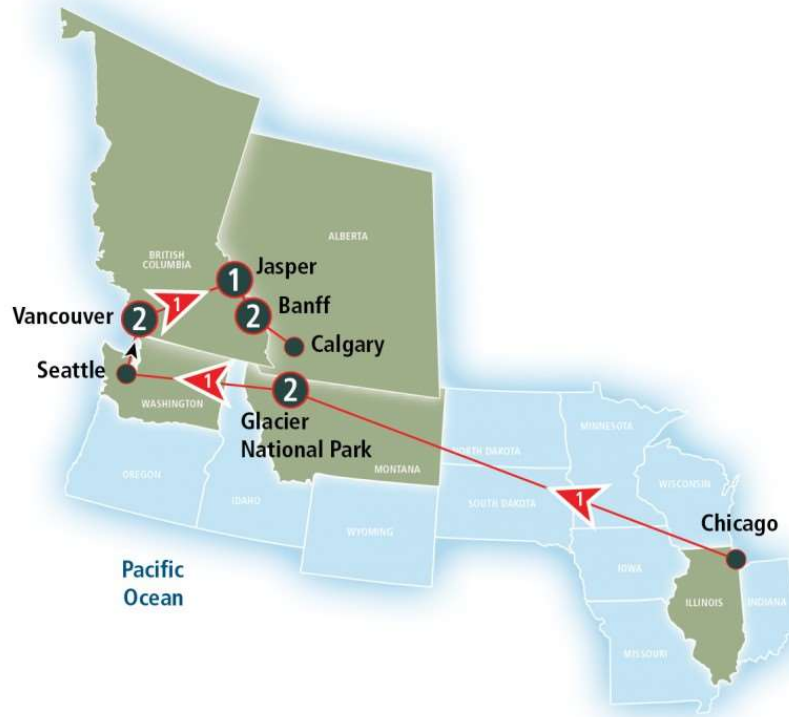 BRITISH
COLUMBIA
ALBERTA
1
Jasper
2
Banff
Vancouver
2
1
Calgary
Seattle
1
2
WASHINGTON
Glacier
National Park
MONTANA
OREGON
IDAHO
WYOMING
NORTH DAKOTA
SOUTH DAKOTA
MINNESOTA
WISCONSIN
1
Chicago
IOWA
ILLINOIS
INDIANA
MISSOURI
Pacific
Ocean